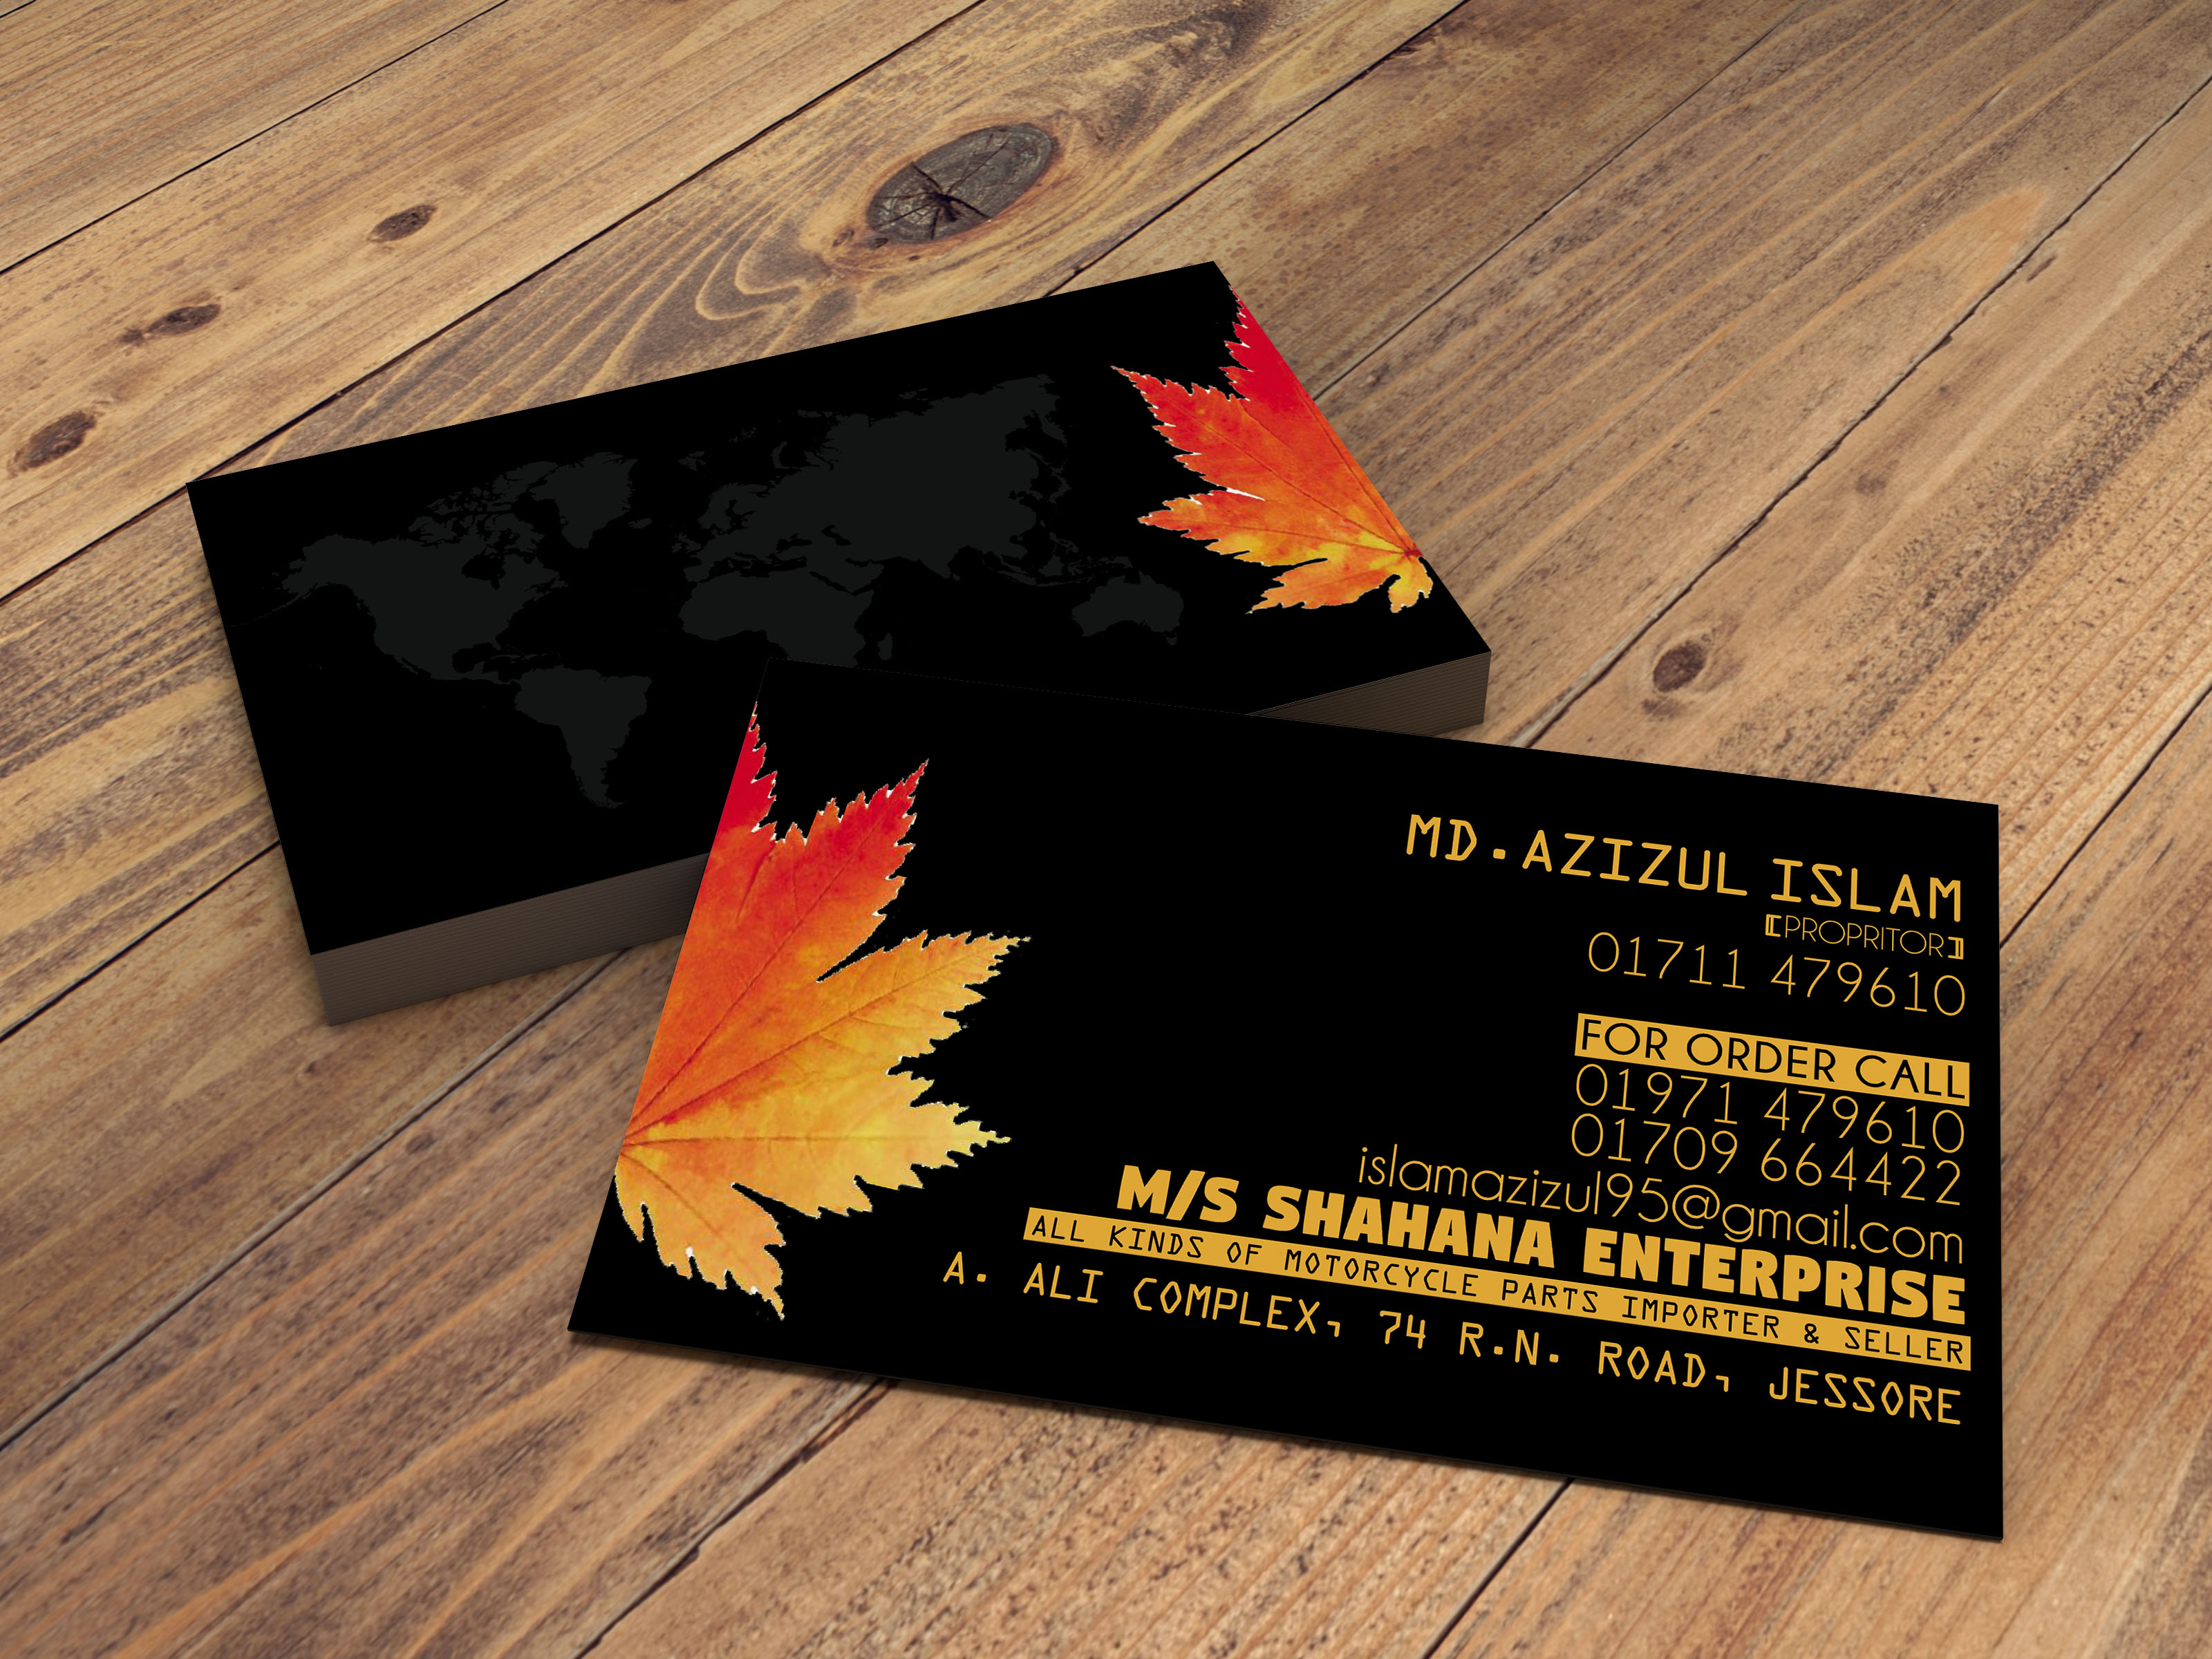 MD.AZIZUL ISLAM
[PROPRITOR]
01711 479610
FOR ORDER CALL
01971 479610
01709 664422
islamazizul95@gmail.com
M/S SHAHANA ENTERPRISE
ALL KINDS OF MOTORCYCLE PARTS IMPORTER & SELLER
A. ALI COMPLEX, 74 R.N. ROAD, JESSORE